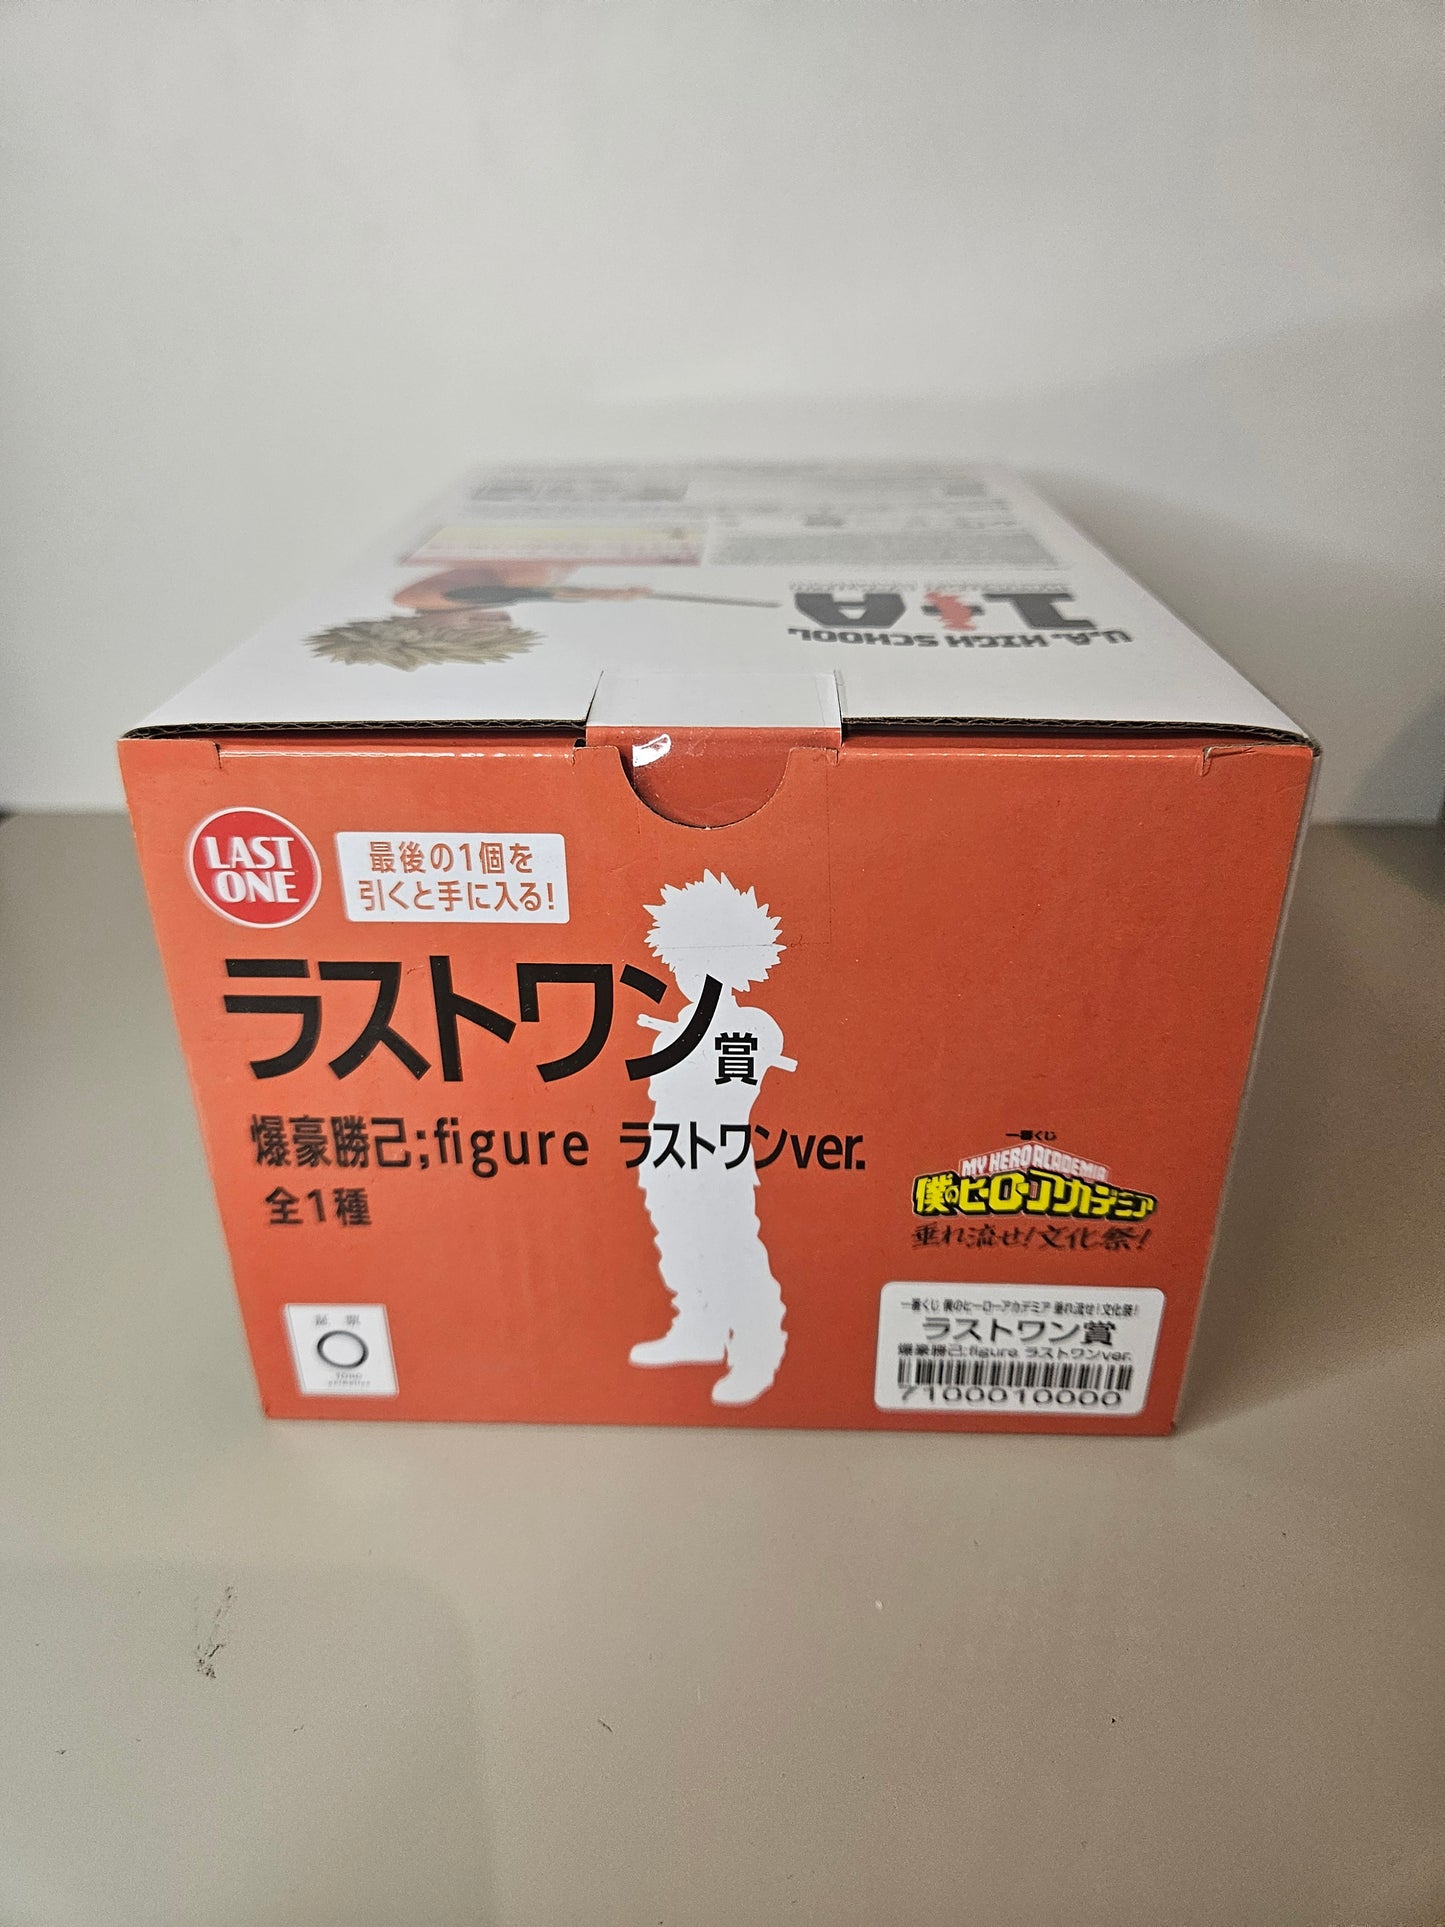 U.A. HIGH SCHOOL
1-A
LAST
ONE
最後の1個を
引くと手に入る!
ラストワン賞
爆豪勝己;figure ラストワンver.
全1種
一番くじ
MY HERO ACADEMIA
僕のヒーローアカデミア
垂れ流せ!文化祭!
証票
TOHO
一番くじ 僕のヒーローアカデミア 垂れ流せ!文化祭!
ラストワン賞
爆豪勝己;figure ラストワンver.
7100010000